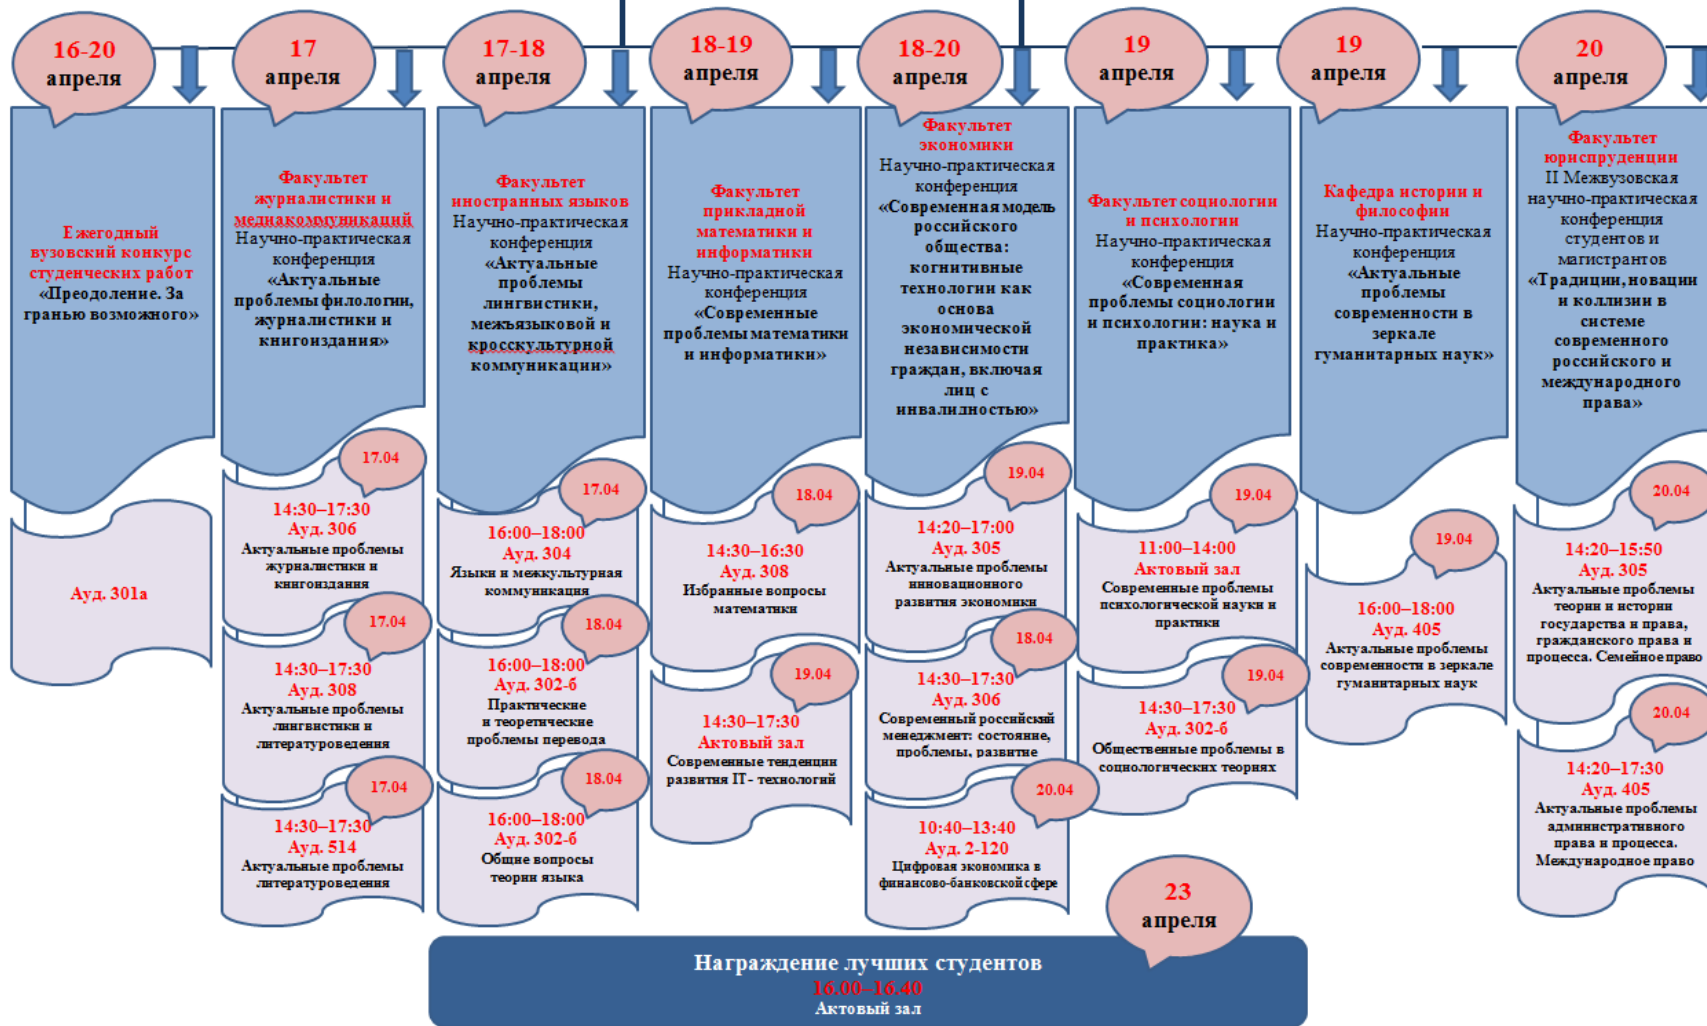 16-20
апреля
Ежегодный
вузовский конкурс
студенческих работ
«Преодоление. За
гранью возможного»
Ауд. 301а
17
апреля
Факультет
журналистики и
медиакоммуникаций
Научно-практическая
конференция
«Актуальные
проблемы филологии,
журналистики и
книгоиздания»
17.04
14:30–17:30
Ауд. 306
Актуальные проблемы
журналистики и
книгоиздания
17.04
14:30–17:30
Ауд. 308
Актуальные проблемы
лингвистики и
литературоведения
17.04
14:30–17:30
Ауд. 514
Актуальные проблемы
литературоведения
17-18
апреля
Факультет
иностранных языков
Научно-практическая
конференция
«Актуальные
проблемы
лингвистики,
межъязыковой и
кросскультурной
коммуникации»
17.04
16:00–18:00
Ауд. 304
Языки и межкультурная
коммуникация
18.04
16:00–18:00
Ауд. 302-б
Практические
и теоретические
проблемы перевода
18.04
16:00–18:00
Ауд. 302-б
Общие вопросы
теории языка
18-19
апреля
Факультет
прикладной
математики и
информатики
Научно-практическая
конференция
«Современные
проблемы математики
и информатики»
18.04
14:30–16:30
Ауд. 308
Избранные вопросы
математики
19.04
14:30–17:30
Актовый зал
Современные тенденции
развития IT- технологий
18-20
апреля
Факультет
экономики
Научно-практическая
конференция
«Современная модель
российского
общества:
когнитивные
технологии как
основа
экономической
независимости
граждан, включая
лиц с
инвалидностью»
19.04
14:20–17:00
Ауд. 305
Актуальные проблемы
инновационного
развития экономики
18.04
14:30–17:30
Ауд. 306
Современный российский
менеджмент: состояние,
проблемы, развитие
20.04
10:40–13:40
Ауд. 2-120
Цифровая экономика в
финансово-банковской сфере
19
апреля
Факультет социологии
и психологии
Научно-практическая
конференция
«Современная
проблемы социологии
и психологии: наука и
практика»
19.04
11:00–14:00
Актовый зал
Современные проблемы
психологической науки и
практики
19.04
14:30–17:30
Ауд. 302-б
Общественные проблемы в
социологических теориях
19
апреля
Кафедра истории и
философии
Научно-практическая
конференция
«Актуальные
проблемы
современности в
зеркале
гуманитарных наук»
19.04
16:00–18:00
Ауд. 405
Актуальные проблемы
современности в зеркале
гуманитарных наук
20
апреля
Факультет
юриспруденции
II Межвузовская
научно-практическая
конференция
студентов и
магистрантов
«Традиции, новации
и коллизии в
системе
современного
российского и
международного
права»
20.04
14:20–15:50
Ауд. 305
Актуальные проблемы
теории и истории
государства и права,
гражданского права и
процесса. Семейное право
20.04
14:20–17:30
Ауд. 405
Актуальные проблемы
административного
права и процесса.
Международное право
23
апреля
Награждение лучших студентов
16.00–16.40
Актовый зал